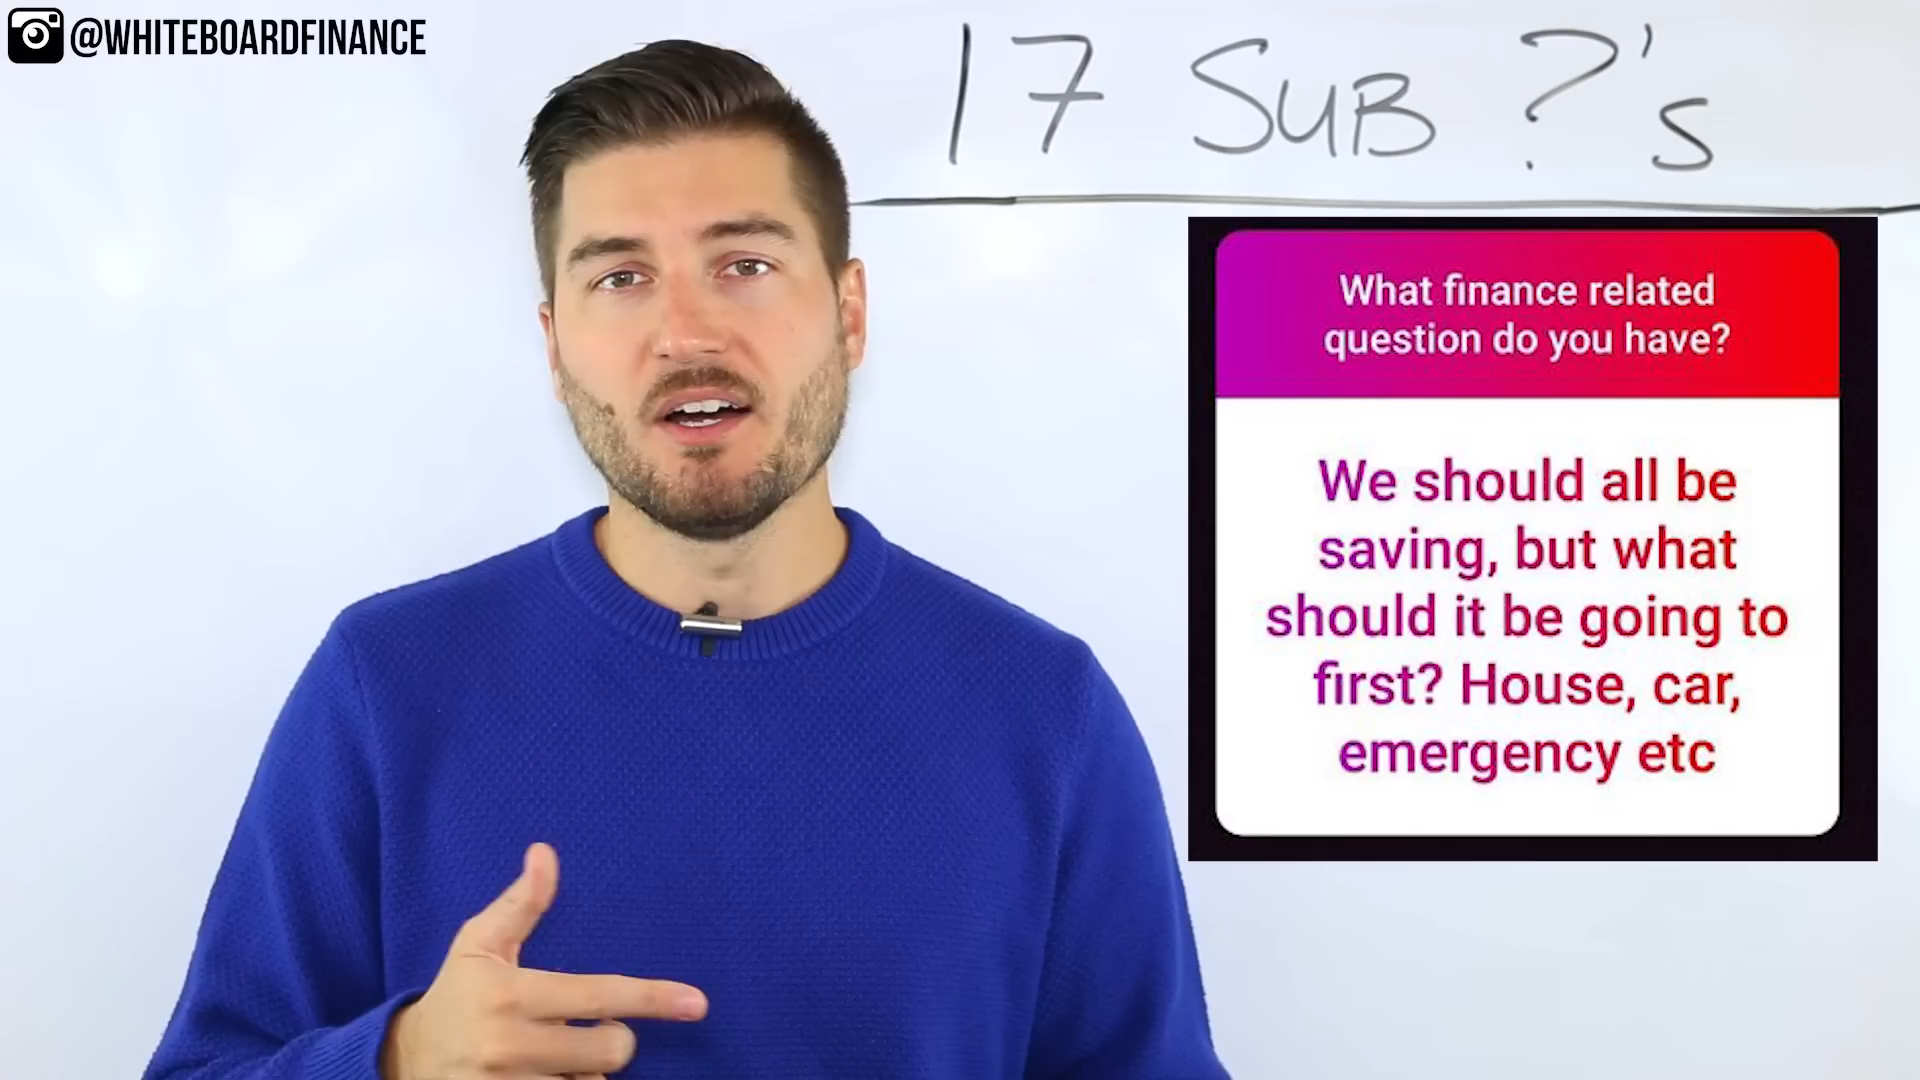 @WHITEBOARDFINANCE
17 SUB ?'s
What finance related
question do you have?
We should all be
saving, but what
should it be going to
first? House, car,
emergency etc